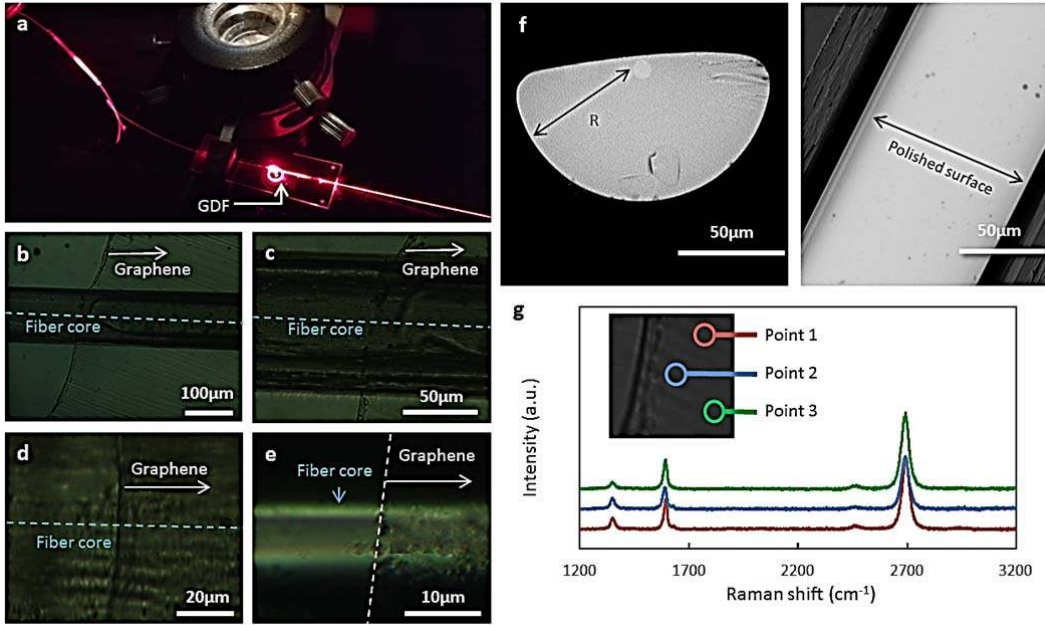 a
GDF
b
Graphene
Fiber core
100µm
c
Graphene
Fiber core
50µm
d
Graphene
Fiber core
20µm
e
Fiber core
Graphene
10µm
f
R
50µm
Polished surface
50µm
g
Point 1
Point 2
Point 3
Intensity (a.u.)
1200 1700 2200 2700 3200
Raman shift (cm⁻¹)